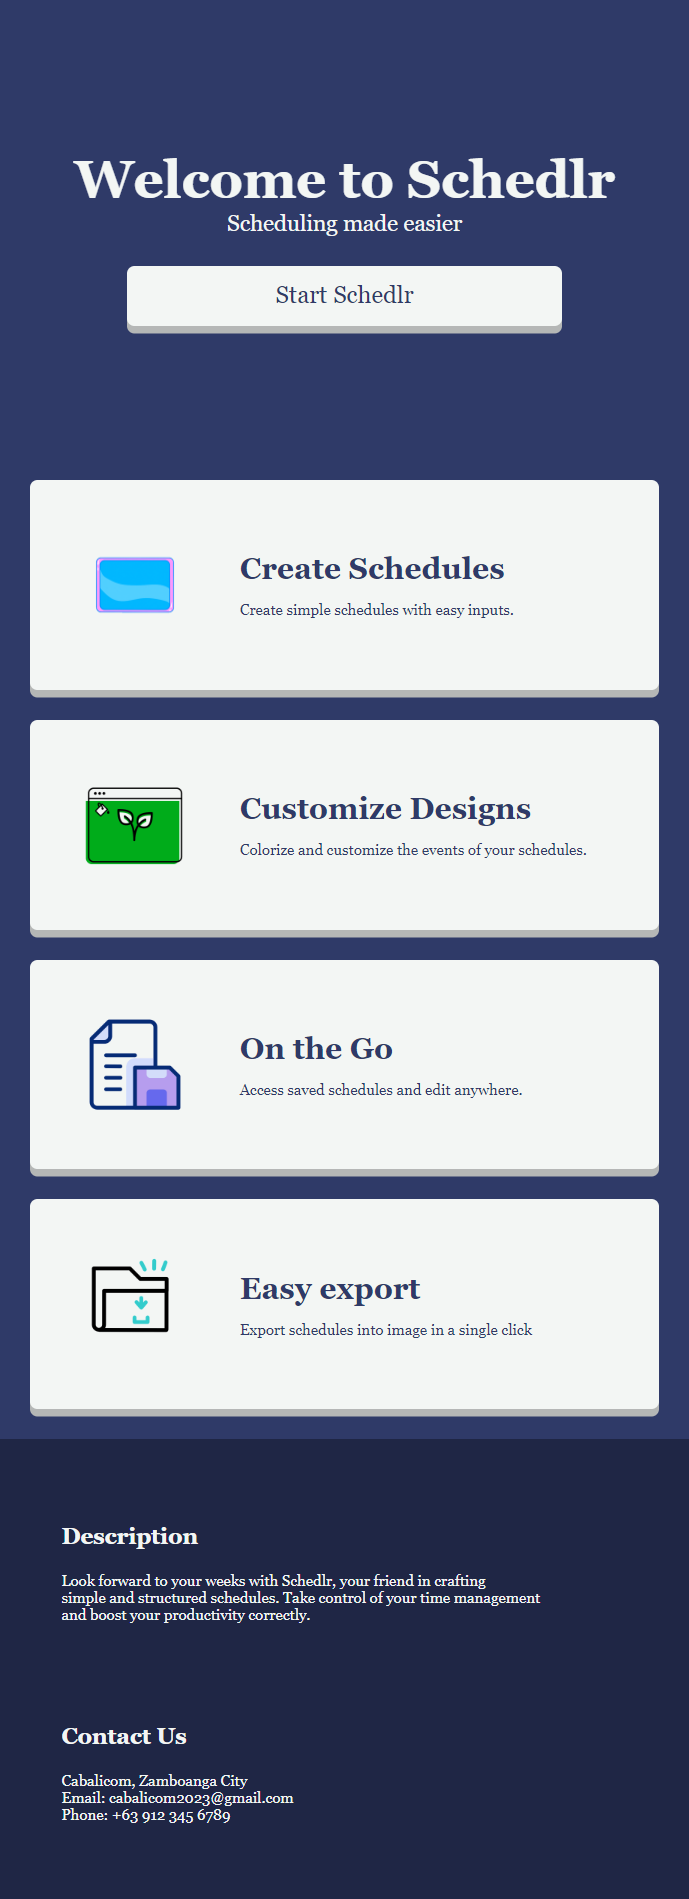 Welcome to Schedlr
Scheduling made easier
Start Schedlr
Create Schedules
Create simple schedules with easy inputs.
Customize Designs
Colorize and customize the events of your schedules.
On the Go
Access saved schedules and edit anywhere.
Easy export
Export schedules into image in a single click
Description
Look forward to your weeks with Schedlr, your friend in crafting
simple and structured schedules. Take control of your time management
and boost your productivity correctly.
Contact Us
Cabalicom, Zamboanga City
Email: cabalicom2023@gmail.com
Phone: +63 912 345 6789